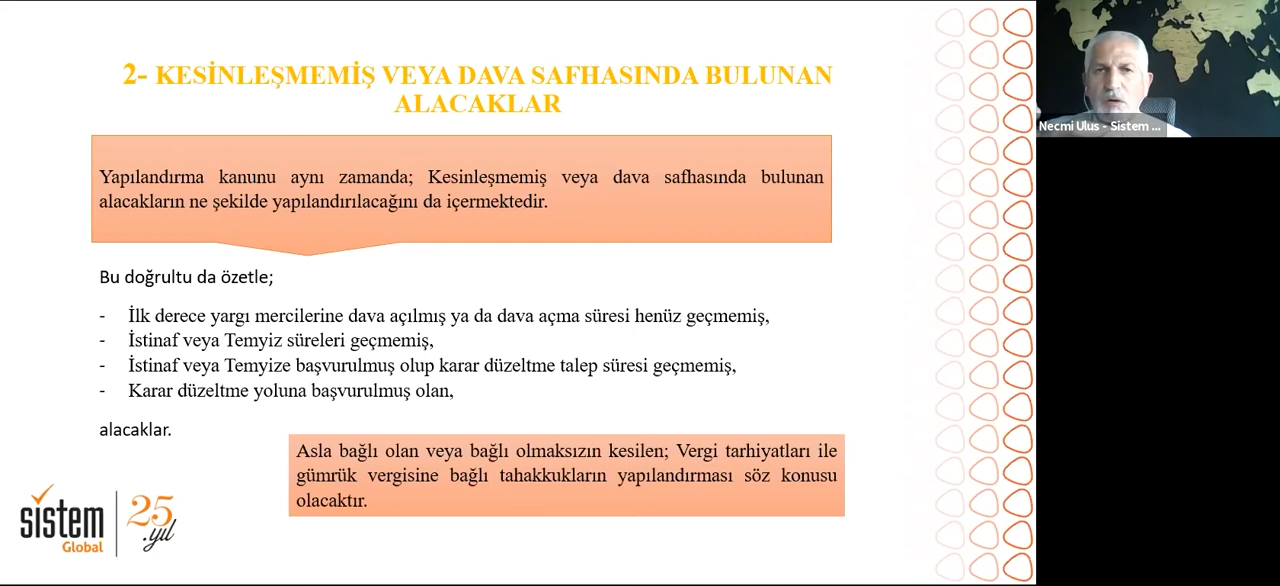 2- KESİNLEŞMEMİŞ VEYA DAVA SAFHASINDA BULUNAN
ALACAKLAR
Yapılandırma kanunu aynı zamanda; Kesinleşmemiş veya dava safhasında bulunan
alacakların ne şekilde yapılandırılacağını da içermektedir.
Bu doğrultu da özetle;
- İlk derece yargı mercilerine dava açılmış ya da dava açma süresi henüz geçmemiş,
- İstinaf veya Temyiz süreleri geçmemiş,
- İstinaf veya Temyize başvurulmuş olup karar düzeltme talep süresi geçmemiş,
- Karar düzeltme yoluna başvurulmuş olan,
alacaklar.
Asla bağlı olan veya bağlı olmaksızın kesilen; Vergi tarhiyatları ile
gümrük vergisine bağlı tahakkukların yapılandırması söz konusu
olacaktır.
sistem
Global
25
.yıl
Necmi Ulus - Sistem ...